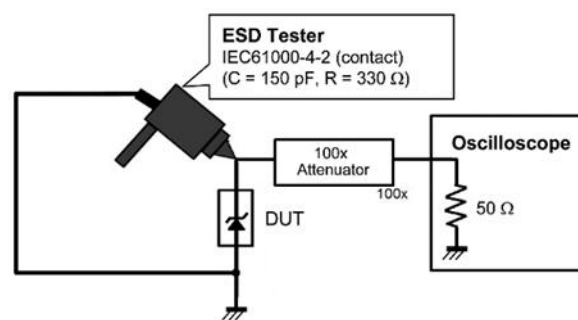 ESD Tester
IEC61000-4-2 (contact)
(C = 150 pF, R = 330 Ω)
100x
Attenuator
100x
Oscilloscope
50 Ω
DUT